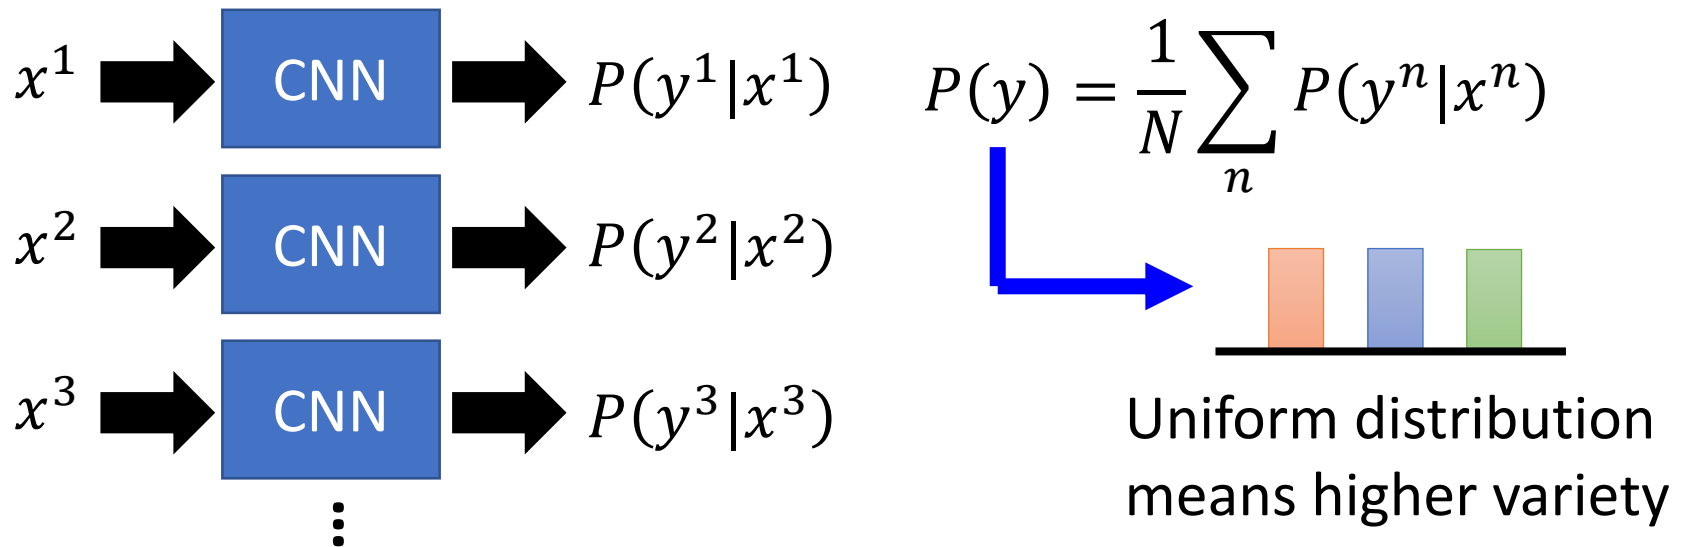 x¹ CNN P(y¹|x¹)
x² CNN P(y²|x²)
x³ CNN P(y³|x³)
⋮
P(y) = 1/N ∑ₙ P(yⁿ|xⁿ)
Uniform distribution
means higher variety